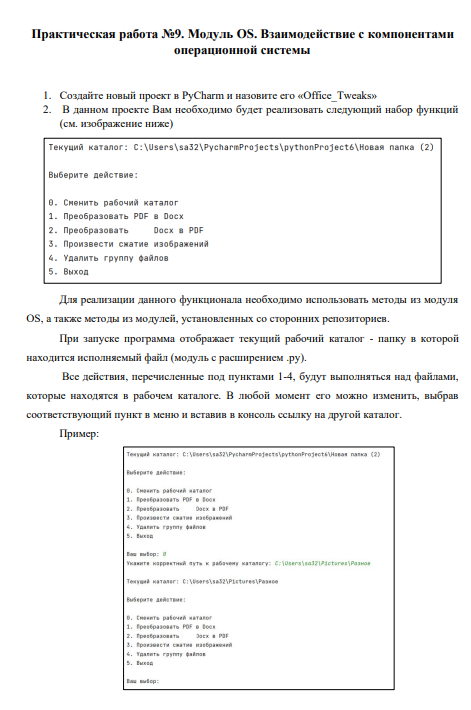 Практическая работа №9. Модуль OS. Взаимодействие с компонентами
операционной системы
1. Создайте новый проект в PyCharm и назовите его «Office_Tweaks»
2. В данном проекте Вам необходимо будет реализовать следующий набор функций
(см. изображение ниже)
Текущий каталог: C:\Users\sa32\PycharmProjects\pythonProject6\Новая папка (2)
Выберите действие:
0. Сменить рабочий каталог
1. Преобразовать PDF в Docx
2. Преобразовать Docx в PDF
3. Произвести сжатие изображений
4. Удалить группу файлов
5. Выход
Для реализации данного функционала необходимо использовать методы из модуля
OS, а также методы из модулей, установленных со сторонних репозиториев.
При запуске программа отображает текущий рабочий каталог - папку в которой
находится исполняемый файл (модуль с расширением .py).
Все действия, перечисленные под пунктами 1-4, будут выполняться над файлами,
которые находятся в рабочем каталоге. В любой момент его можно изменить, выбрав
соответствующий пункт в меню и вставив в консоль ссылку на другой каталог.
Пример:
Текущий каталог: C:\Users\sa32\PycharmProjects\pythonProject6\Новая папка (2)
Выберите действие:
0. Сменить рабочий каталог
1. Преобразовать PDF в Docx
2. Преобразовать Docx в PDF
3. Произвести сжатие изображений
4. Удалить группу файлов
5. Выход
Ваш выбор: 0
Укажите корректный путь к рабочему каталогу: C:\Users\sa32\Pictures\Разное
Текущий каталог: C:\Users\sa32\Pictures\Разное
Выберите действие:
0. Сменить рабочий каталог
1. Преобразовать PDF в Docx
2. Преобразовать Docx в PDF
3. Произвести сжатие изображений
4. Удалить группу файлов
5. Выход
Ваш выбор: